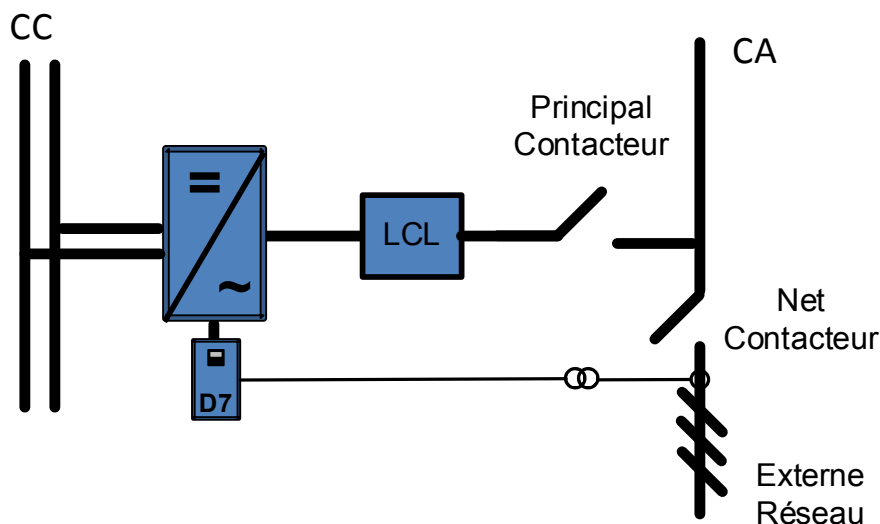 CC
CA
Principal
Contacteur
LCL
Net
Contacteur
D7
Externe
Réseau